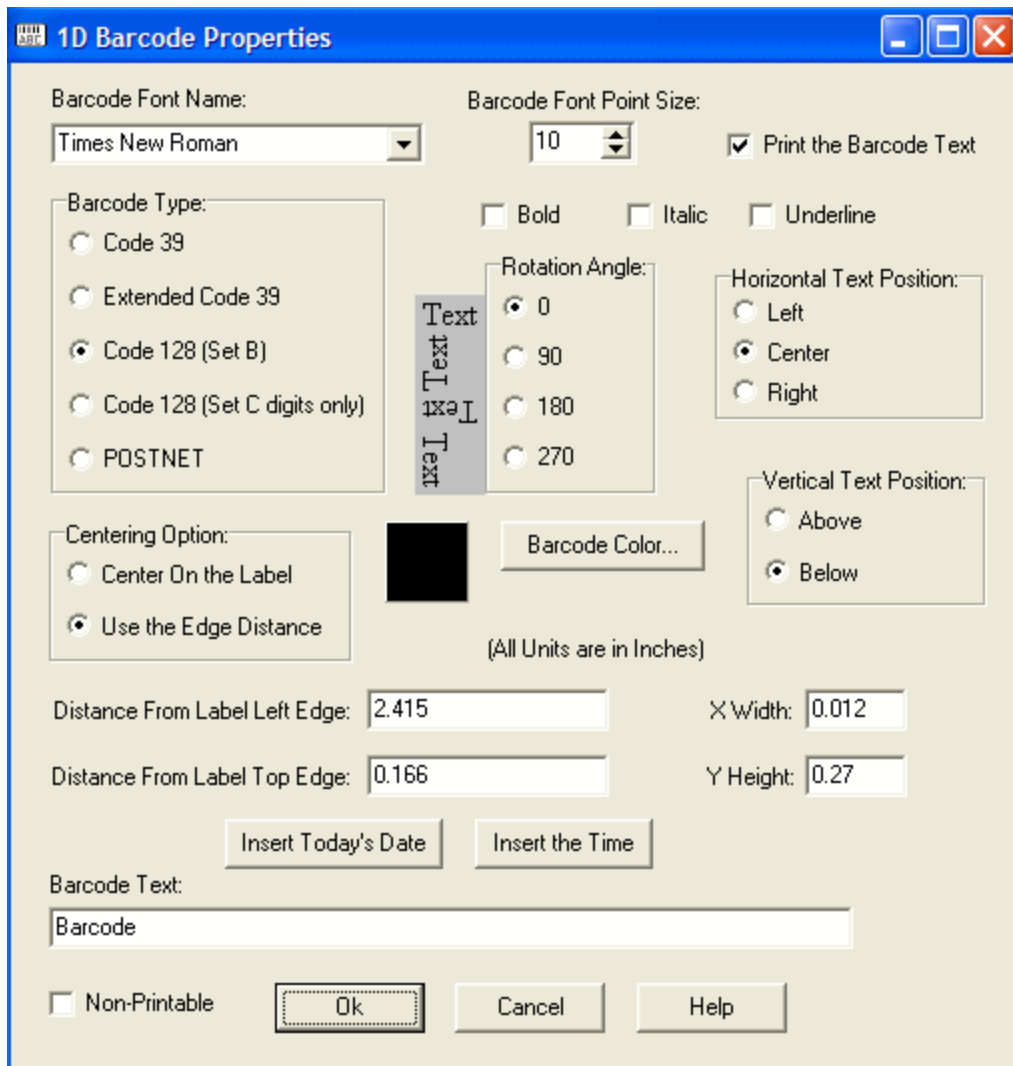 1D Barcode Properties
Barcode Font Name:
Barcode Font Point Size:
Times New Roman
10
Print the Barcode Text
Barcode Type:
Bold
Italic
Underline
Code 39
Extended Code 39
Code 128 (Set B)
Code 128 (Set C digits only)
POSTNET
Text
Text
Text
Text
Rotation Angle:
0
90
180
270
Horizontal Text Position:
Left
Center
Right
Vertical Text Position:
Above
Below
Centering Option:
Center On the Label
Use the Edge Distance
Barcode Color...
(All Units are in Inches)
Distance From Label Left Edge: 2.415
X Width: 0.012
Distance From Label Top Edge: 0.166
Y Height: 0.27
Insert Today's Date
Insert the Time
Barcode Text:
Barcode
Non-Printable
Ok
Cancel
Help